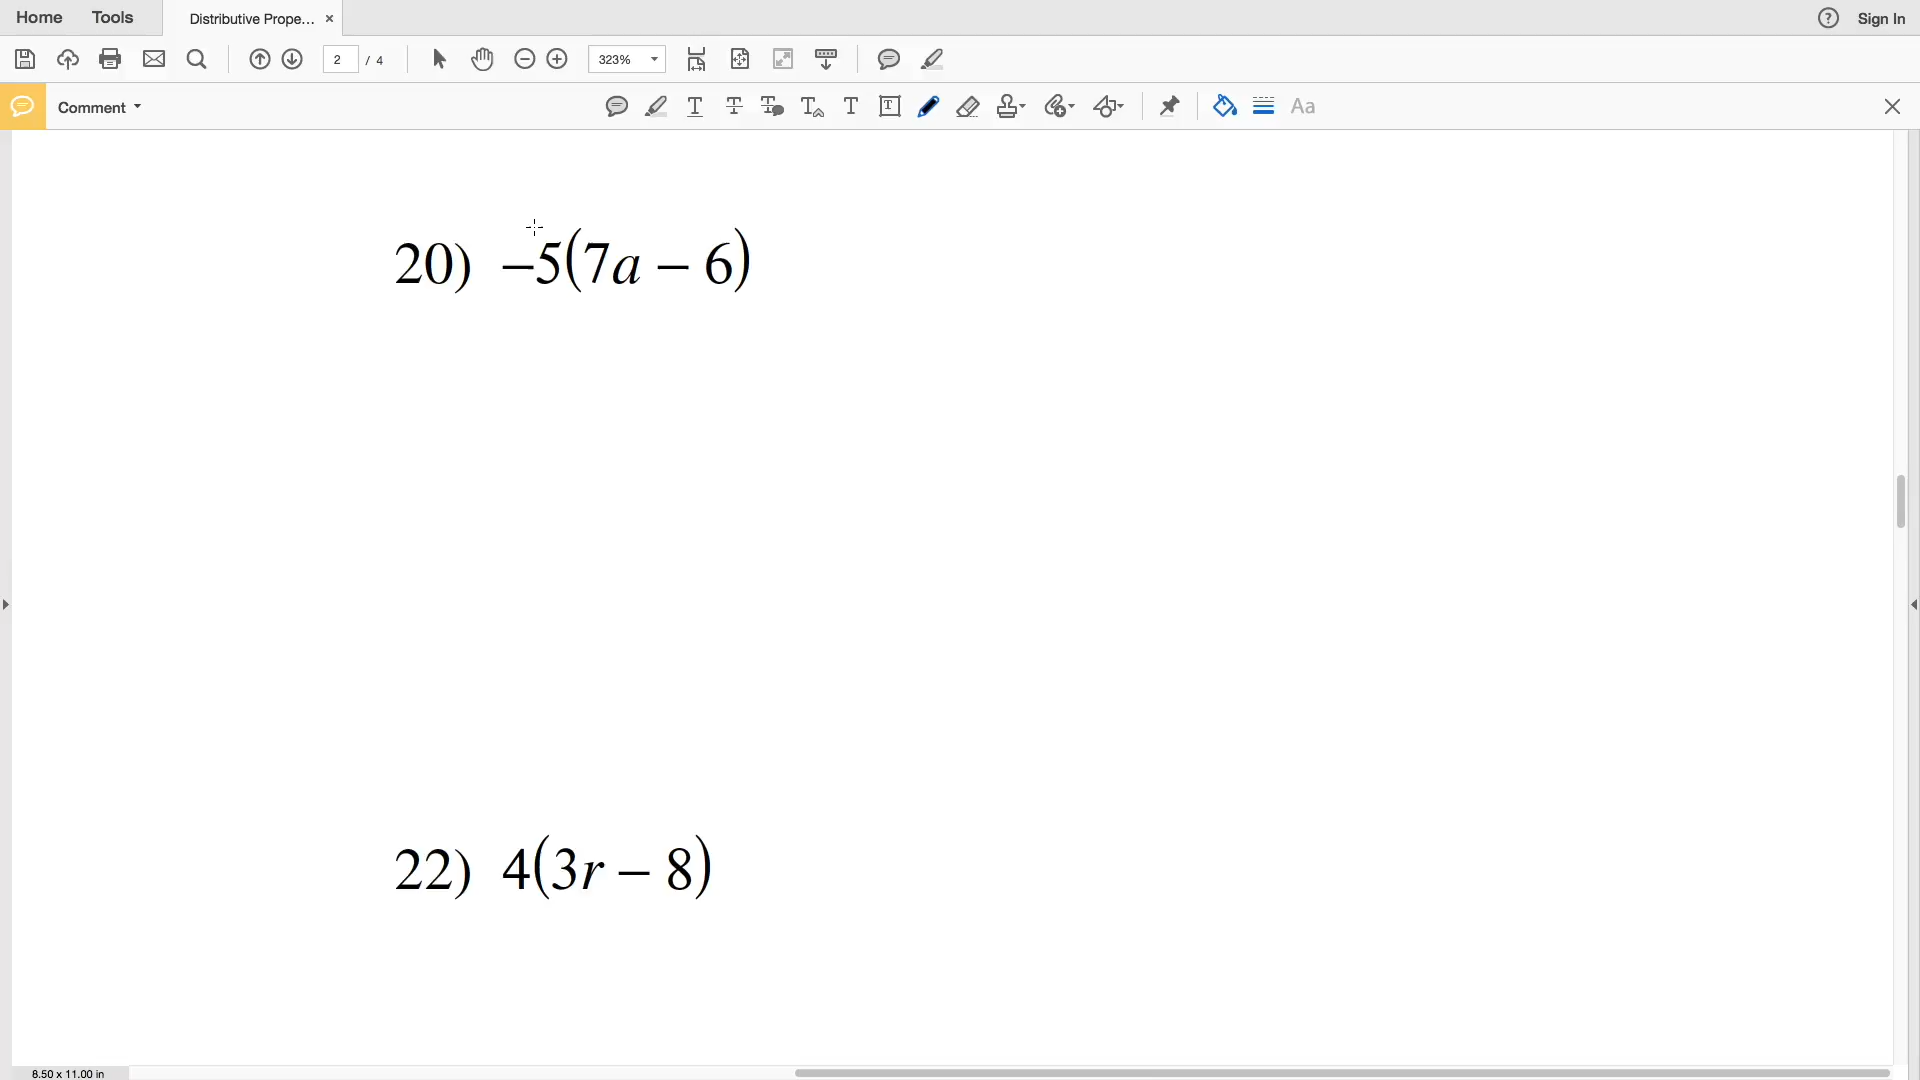 Home Tools Distributive Prope... × ? Sign In
2 / 4 323%
Comment T T T T T T Aa
20) −5(7a − 6)
22) 4(3r − 8)
8.50 x 11.00 in